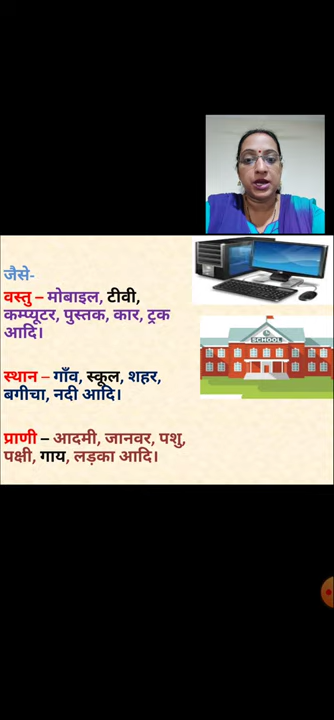 जैसे-
वस्तु – मोबाइल, टीवी,
कम्प्यूटर, पुस्तक, कार, ट्रक
आदि।
SCHOOL
स्थान – गाँव, स्कूल, शहर,
बगीचा, नदी आदि।
प्राणी – आदमी, जानवर, पशु,
पक्षी, गाय, लड़का आदि।